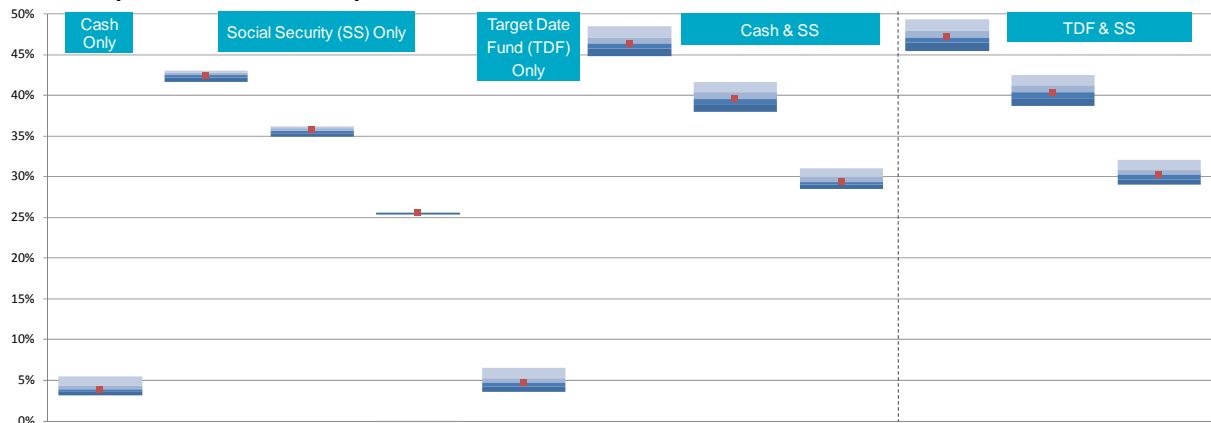 50%
Cash
Only
Social Security (SS) Only
Target Date
Fund (TDF)
Only
Cash & SS
TDF & SS
45%
40%
35%
30%
25%
20%
15%
10%
5%
0%